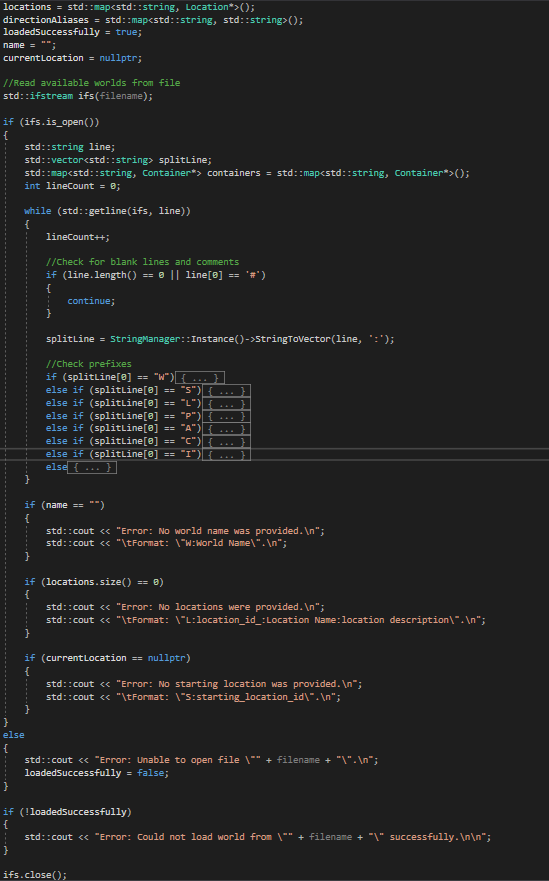 locations = std::map<std::string, Location*>();
directionAliases = std::map<std::string, std::string>();
loadedSuccessfully = true;
name = "";
currentLocation = nullptr;

//Read available worlds from file
std::ifstream ifs(filename);

if (ifs.is_open())
{
    std::string line;
    std::vector<std::string> splitLine;
    std::map<std::string, Container*> containers = std::map<std::string, Container*>();
    int lineCount = 0;

    while (std::getline(ifs, line))
    {
        lineCount++;

        //Check for blank lines and comments
        if (line.length() == 0 || line[0] == '#')
        {
            continue;
        }

        splitLine = StringManager::Instance()->StringToVector(line, ':');

        //Check prefixes
        if (splitLine[0] == "W"){ ... }
        else if (splitLine[0] == "S"){ ... }
        else if (splitLine[0] == "L"){ ... }
        else if (splitLine[0] == "P"){ ... }
        else if (splitLine[0] == "A"){ ... }
        else if (splitLine[0] == "C"){ ... }
        else if (splitLine[0] == "I"){ ... }
        else{ ... }
    }

    if (name == "")
    {
        std::cout << "Error: No world name was provided.\n";
        std::cout << "\tFormat: \"W:World Name\".\n";
    }

    if (locations.size() == 0)
    {
        std::cout << "Error: No locations were provided.\n";
        std::cout << "\tFormat: \"L:location_id_:Location Name:location description\".\n";
    }

    if (currentLocation == nullptr)
    {
        std::cout << "Error: No starting location was provided.\n";
        std::cout << "\tFormat: \"S:starting_location_id\".\n";
    }
}
else
{
    std::cout << "Error: Unable to open file \"" + filename + "\".\n";
    loadedSuccessfully = false;
}

if (!loadedSuccessfully)
{
    std::cout << "Error: Could not load world from \"" + filename + "\" successfully.\n\n";
}

ifs.close();